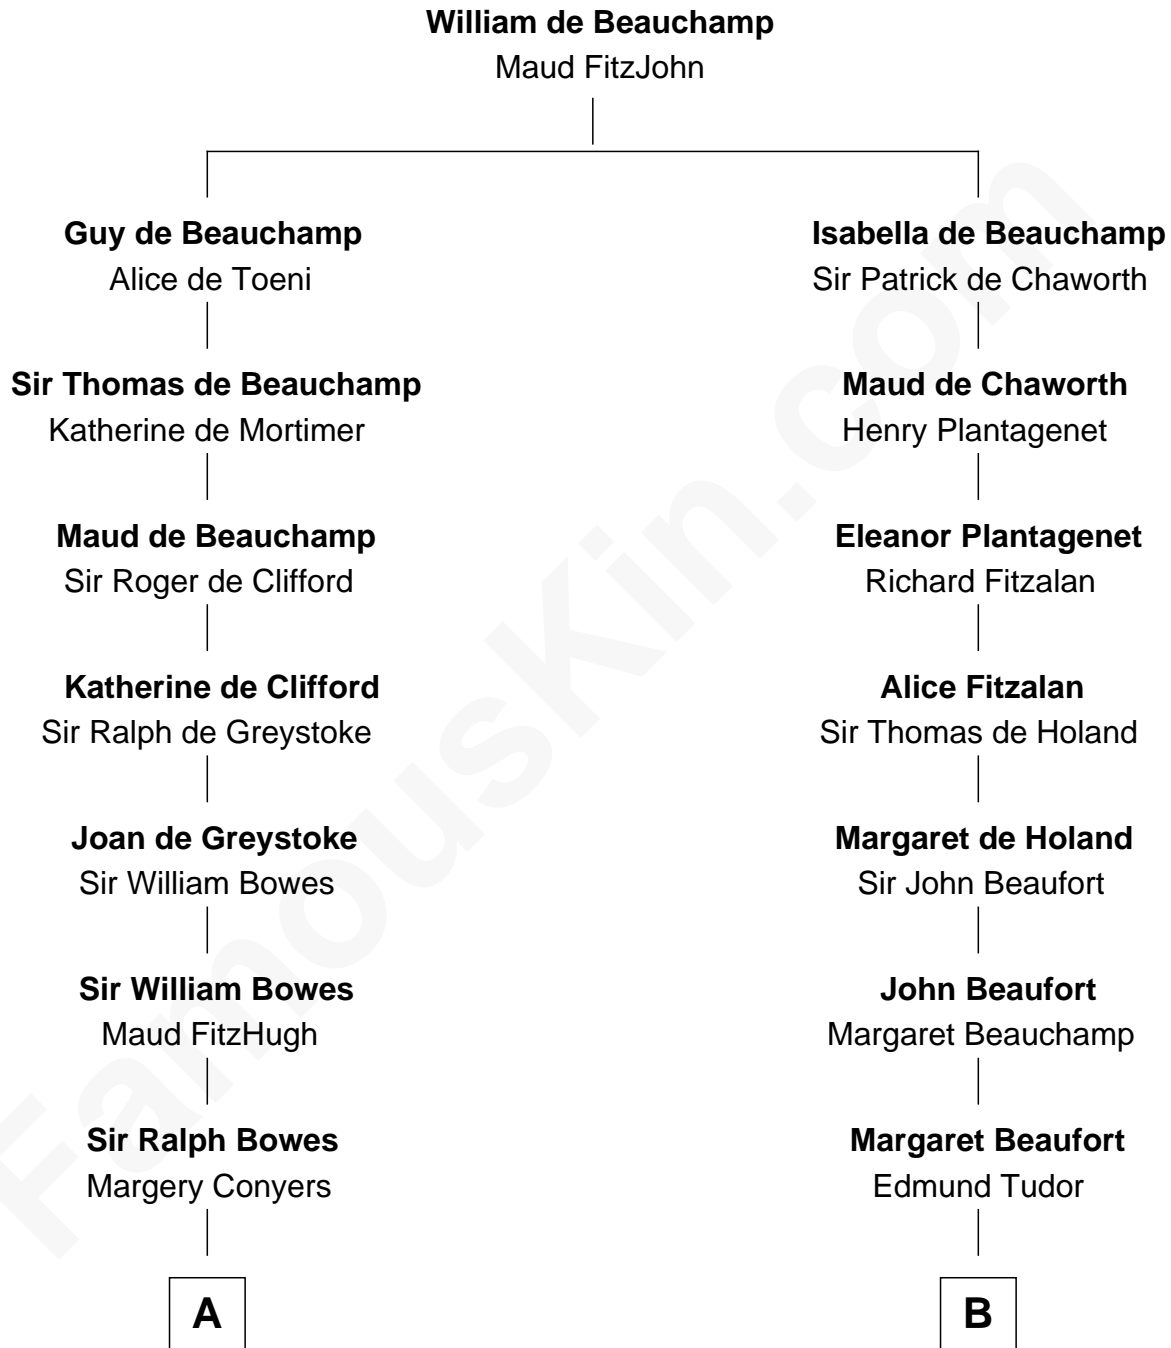 William de Beauchamp
Maud FitzJohn
Guy de Beauchamp
Alice de Toeni
Isabella de Beauchamp
Sir Patrick de Chaworth
Sir Thomas de Beauchamp
Katherine de Mortimer
Maud de Chaworth
Henry Plantagenet
Maud de Beauchamp
Sir Roger de Clifford
Eleanor Plantagenet
Richard Fitzalan
Katherine de Clifford
Sir Ralph de Greystoke
Alice Fitzalan
Sir Thomas de Holand
Joan de Greystoke
Sir William Bowes
Margaret de Holand
Sir John Beaufort
Sir William Bowes
Maud FitzHugh
John Beaufort
Margaret Beauchamp
Sir Ralph Bowes
Margery Conyers
Margaret Beaufort
Edmund Tudor
A
B
FamousKin.com